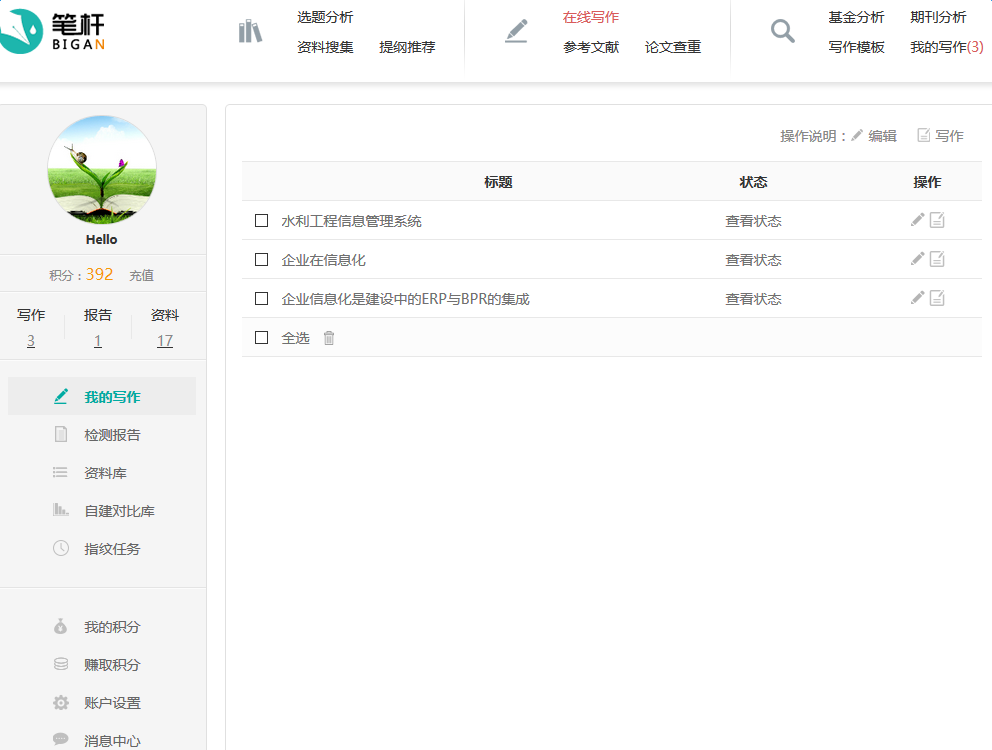 笔杆
BIGAN
选题分析
资料搜集 提纲推荐
在线写作
参考文献 论文查重
基金分析 期刊分析
写作模板 我的写作(3)
Hello
积分：392 充值
写作 报告 资料
3 1 17
我的写作
检测报告
资料库
自建对比库
指纹任务
我的积分
赚取积分
账户设置
消息中心
操作说明： 编辑 写作
标题 状态 操作
水利工程信息管理系统 查看状态
企业在信息化 查看状态
企业信息化是建设中的ERP与BPR的集成 查看状态
全选